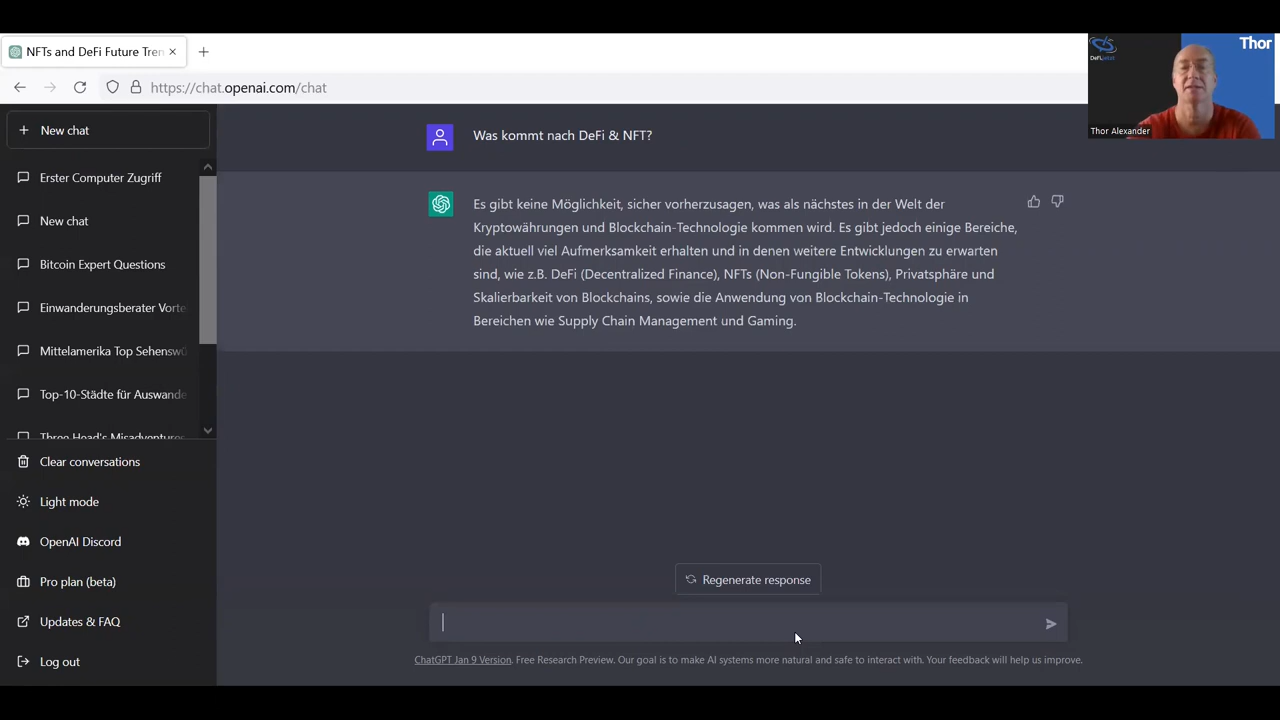 NFTs and DeFi Future Tren
Thor
DeFiJetzt
https://chat.openai.com/chat
New chat
Thor Alexander
Was kommt nach DeFi & NFT?
Erster Computer Zugriff
New chat
Bitcoin Expert Questions
Einwanderungsberater Vorte
Mittelamerika Top Sehenswü
Top-10-Städte für Auswande
Three Head's Misadventures
Es gibt keine Möglichkeit, sicher vorherzusagen, was als nächstes in der Welt der
Kryptowährungen und Blockchain-Technologie kommen wird. Es gibt jedoch einige Bereiche,
die aktuell viel Aufmerksamkeit erhalten und in denen weitere Entwicklungen zu erwarten
sind, wie z.B. DeFi (Decentralized Finance), NFTs (Non-Fungible Tokens), Privatsphäre und
Skalierbarkeit von Blockchains, sowie die Anwendung von Blockchain-Technologie in
Bereichen wie Supply Chain Management und Gaming.
Clear conversations
Light mode
OpenAI Discord
Pro plan (beta)
Updates & FAQ
Log out
Regenerate response
ChatGPT Jan 9 Version. Free Research Preview. Our goal is to make AI systems more natural and safe to interact with. Your feedback will help us improve.